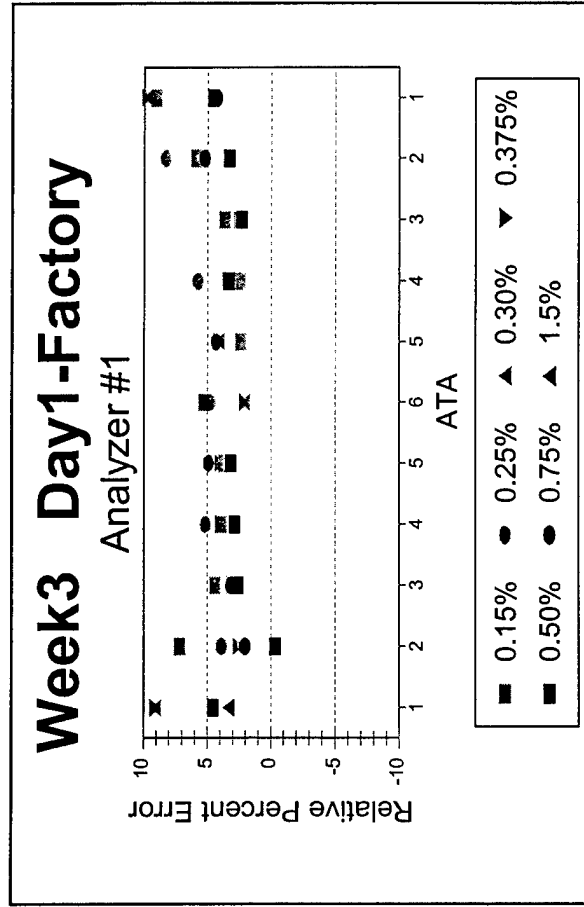 Week3 Day1-Factory
Analyzer #1
Relative Percent Error
10
5
0
-5
-10
1 2 3 4 5 6 5 4 3 2 1
ATA
0.15% 0.25% 0.30% 0.375%
0.50% 0.75% 1.5%